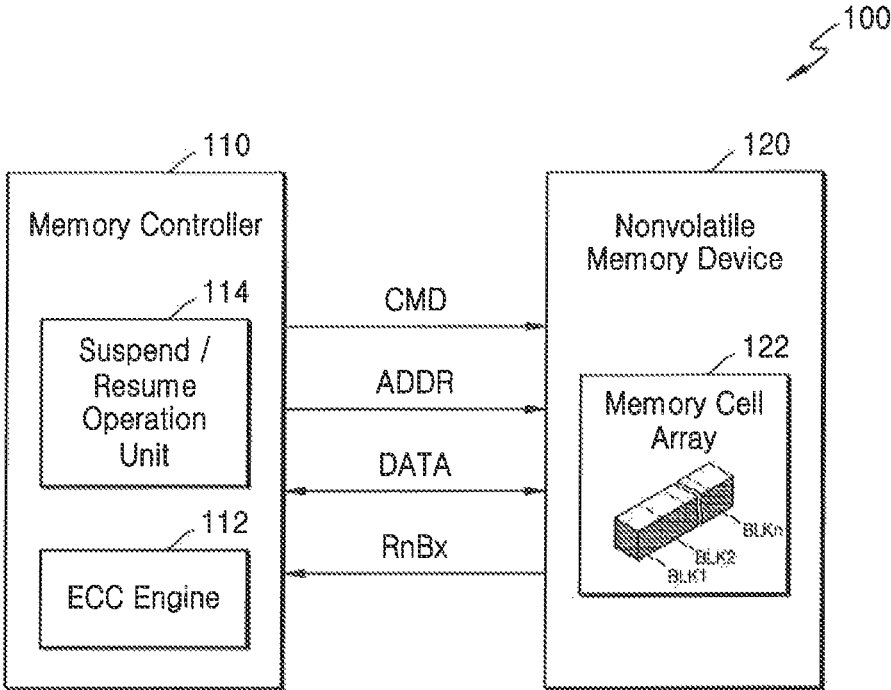 100
110
120
Memory Controller
Nonvolatile
Memory Device
114
Suspend /
Resume
Operation
Unit
112
ECC Engine
CMD
ADDR
DATA
RnBx
122
Memory Cell
Array
BLKn
BLK2
BLK1